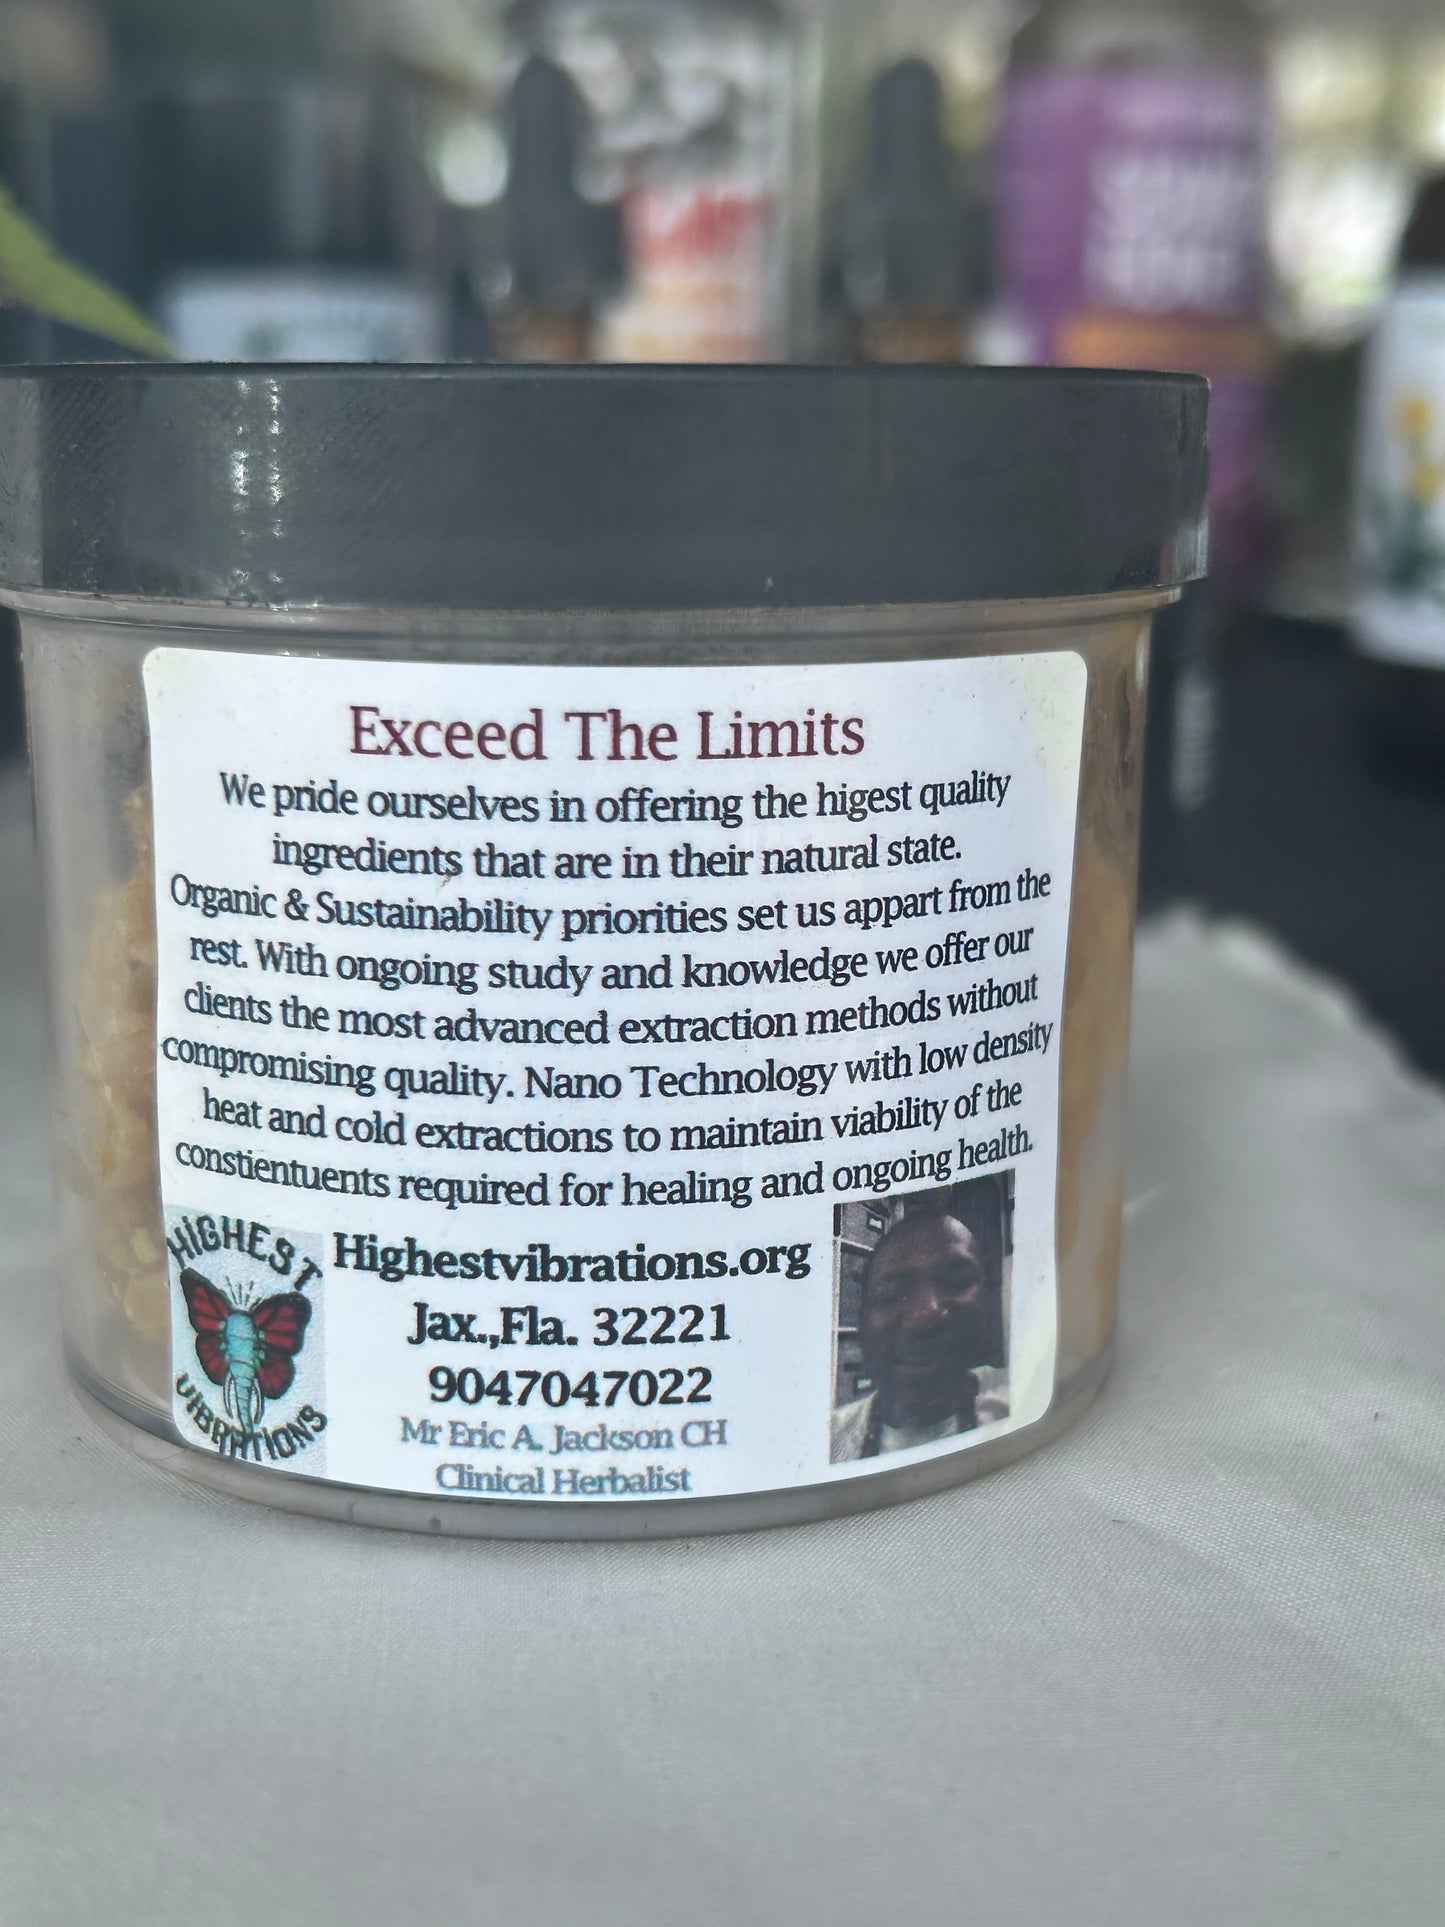 Exceed The Limits
We pride ourselves in offering the higest quality
ingredients that are in their natural state.
Organic & Sustainability priorities set us appart from the
rest. With ongoing study and knowledge we offer our
clients the most advanced extraction methods without
compromising quality. Nano Technology with low density
heat and cold extractions to maintain viability of the
constientuents required for healing and ongoing health.
HIGHEST
VIBRATIONS
Highestvibrations.org
Jax.,Fla. 32221
9047047022
Mr Eric A. Jackson CH
Clinical Herbalist